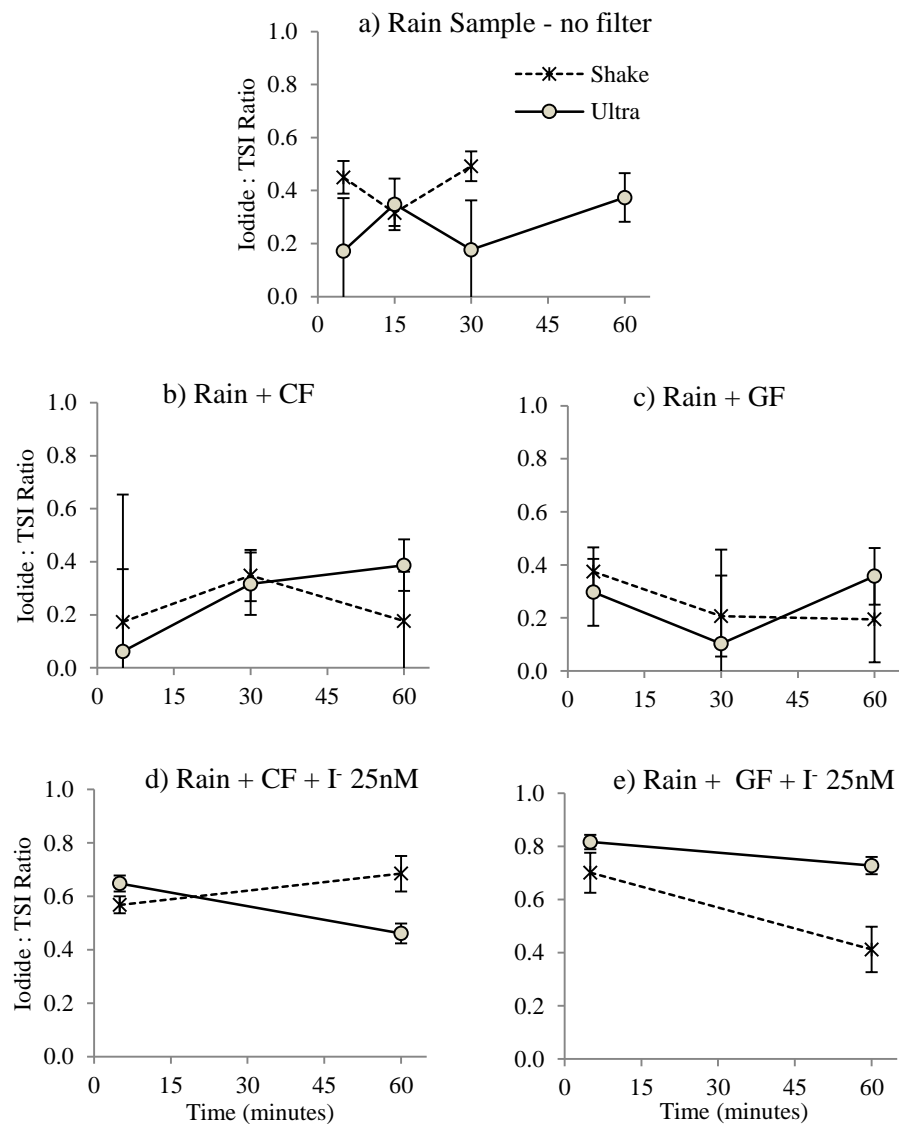 a) Rain Sample - no filter
Shake
Ultra
Iodide : TSI Ratio
1.0
0.8
0.6
0.4
0.2
0.0
0 15 30 45 60
b) Rain + CF
Iodide : TSI Ratio
1.0
0.8
0.6
0.4
0.2
0.0
0 15 30 45 60
c) Rain + GF
1.0
0.8
0.6
0.4
0.2
0.0
0 15 30 45 60
d) Rain + CF + I⁻ 25nM
Iodide : TSI Ratio
1.0
0.8
0.6
0.4
0.2
0.0
0 15 30 45 60
Time (minutes)
e) Rain + GF + I⁻ 25nM
1.0
0.8
0.6
0.4
0.2
0.0
0 15 30 45 60
Time (minutes)